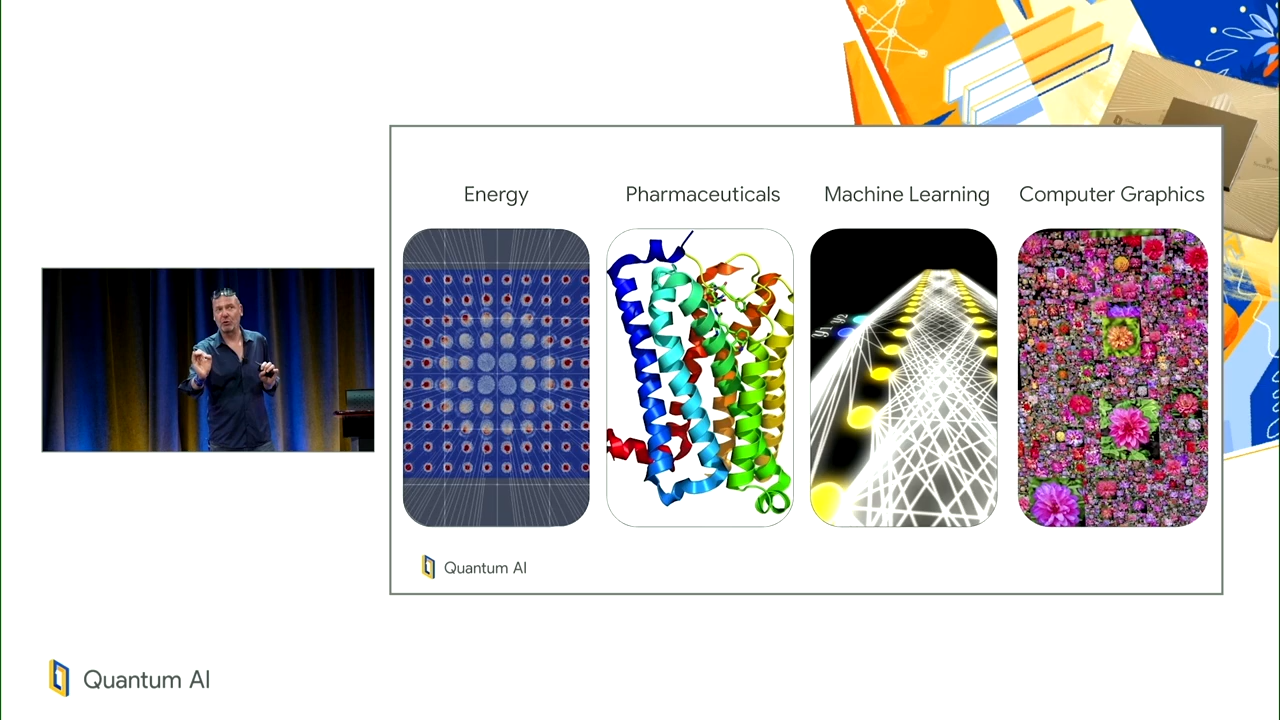 Energy
Pharmaceuticals
Machine Learning
Computer Graphics
Quantum AI
Quantum AI